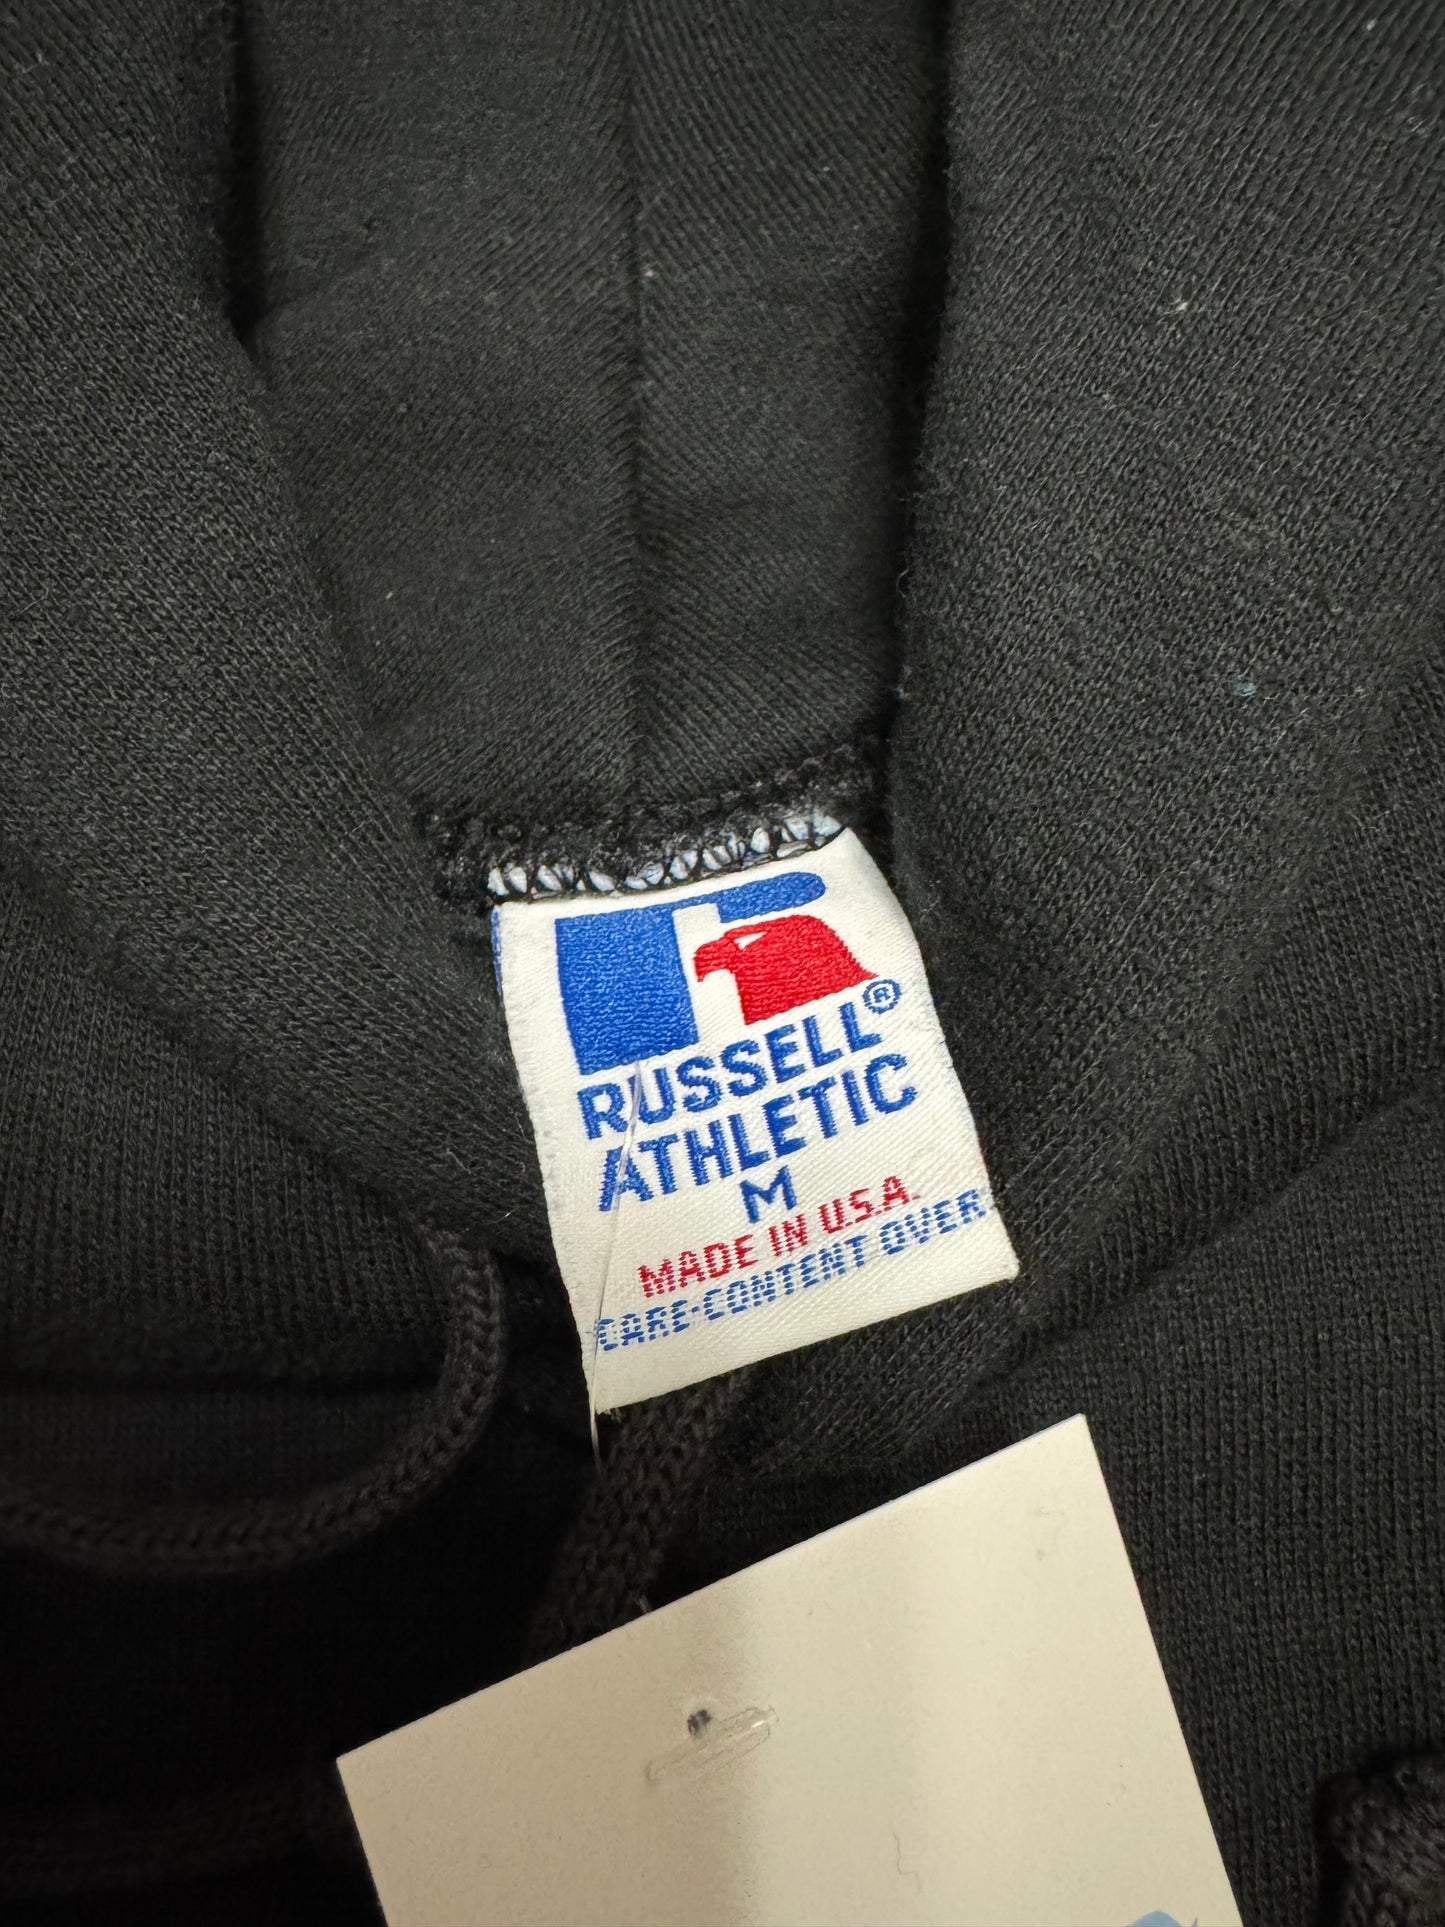 RUSSELL®
ATHLETIC
M
MADE IN U.S.A.
CARE-CONTENT OVER